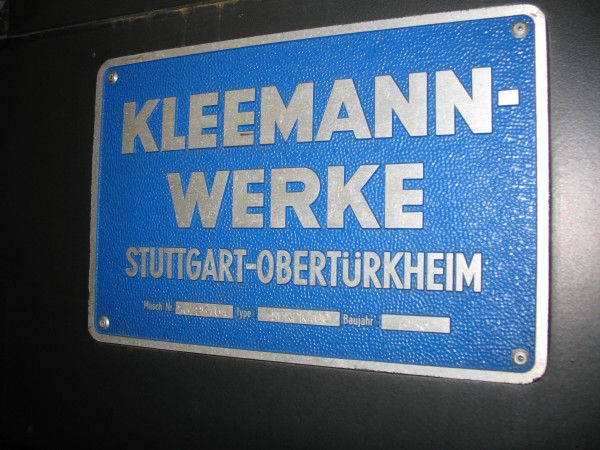 KLEEMANN-
WERKE
STUTTGART-OBERTÜRKHEIM
Masch. Nr. Type Baujahr